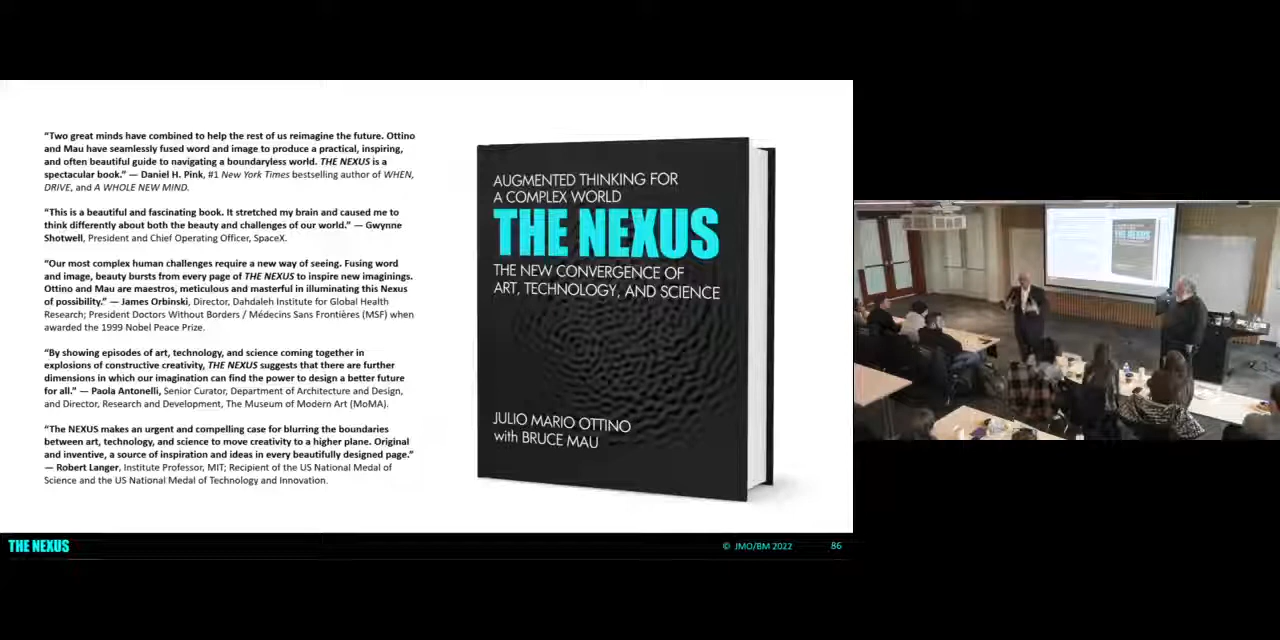 “Two great minds have combined to help the rest of us reimagine the future. Ottino
and Mau have seamlessly fused word and image to produce a practical, inspiring,
and often beautiful guide to navigating a boundaryless world. THE NEXUS is a
spectacular book.” — Daniel H. Pink, #1 New York Times bestselling author of WHEN,
DRIVE, and A WHOLE NEW MIND.
“This is a beautiful and fascinating book. It stretched my brain and caused me to
think differently about both the beauty and challenges of our world.” — Gwynne
Shotwell, President and Chief Operating Officer, SpaceX.
“Our most complex human challenges require a new way of seeing. Fusing word
and image, beauty bursts from every page of THE NEXUS to inspire new imaginings.
Ottino and Mau are maestros, meticulous and masterful in illuminating this Nexus
of possibility.” — James Orbinski, Director, Dahdaleh Institute for Global Health
Research; President Doctors Without Borders / Médecins Sans Frontières (MSF) when
awarded the 1999 Nobel Peace Prize.
“By showing episodes of art, technology, and science coming together in
explosions of constructive creativity, THE NEXUS suggests that there are further
dimensions in which our imagination can find the power to design a better future
for all.” — Paola Antonelli, Senior Curator, Department of Architecture and Design,
and Director, Research and Development, The Museum of Modern Art (MoMA).
“The NEXUS makes an urgent and compelling case for blurring the boundaries
between art, technology, and science to move creativity to a higher plane. Original
and inventive, a source of inspiration and ideas in every beautifully designed page.”
— Robert Langer, Institute Professor, MIT; Recipient of the US National Medal of
Science and the US National Medal of Technology and Innovation.
AUGMENTED THINKING FOR
A COMPLEX WORLD
THE NEXUS
THE NEW CONVERGENCE OF
ART, TECHNOLOGY, AND SCIENCE
JULIO MARIO OTTINO
with BRUCE MAU
THE NEXUS
© JMO/BM 2022
86
THE NEXUS